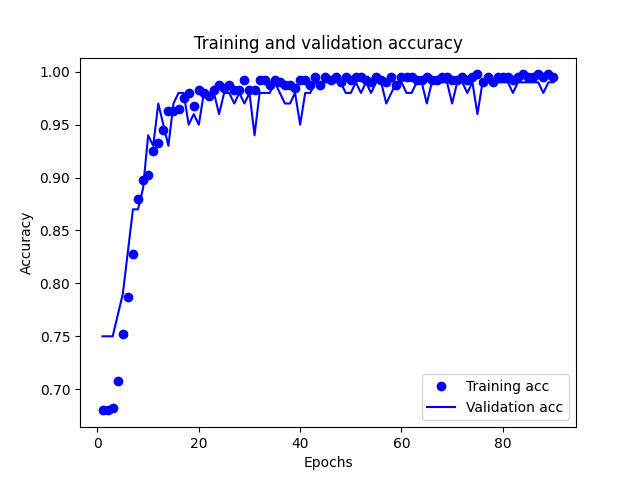 Training and validation accuracy
1.00
0.95
0.90
0.85
0.80
0.75
0.70
Accuracy
Training acc
Validation acc
0 20 40 60 80
Epochs